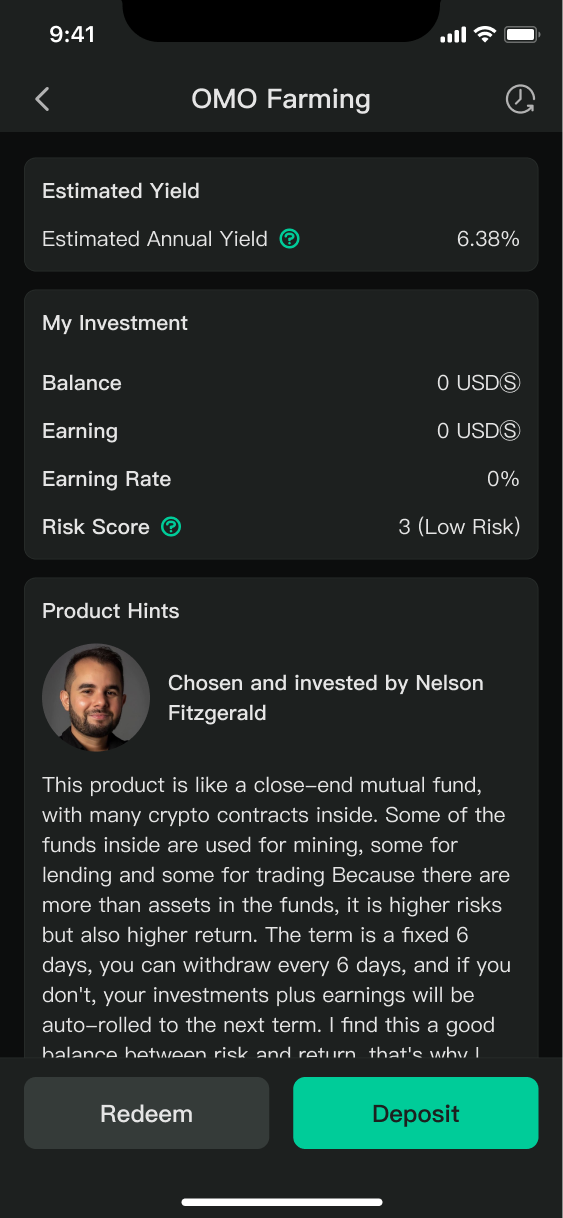 9:41
OMO Farming
Estimated Yield
Estimated Annual Yield ?
6.38%
My Investment
Balance
0 USDⓈ
Earning
0 USDⓈ
Earning Rate
0%
Risk Score ?
3 (Low Risk)
Product Hints
Chosen and invested by Nelson
Fitzgerald
This product is like a close-end mutual fund,
with many crypto contracts inside. Some of the
funds inside are used for mining, some for
lending and some for trading Because there are
more than assets in the funds, it is higher risks
but also higher return. The term is a fixed 6
days, you can withdraw every 6 days, and if you
don't, your investments plus earnings will be
auto-rolled to the next term. I find this a good
balance between risk and return, that's why I
Redeem
Deposit